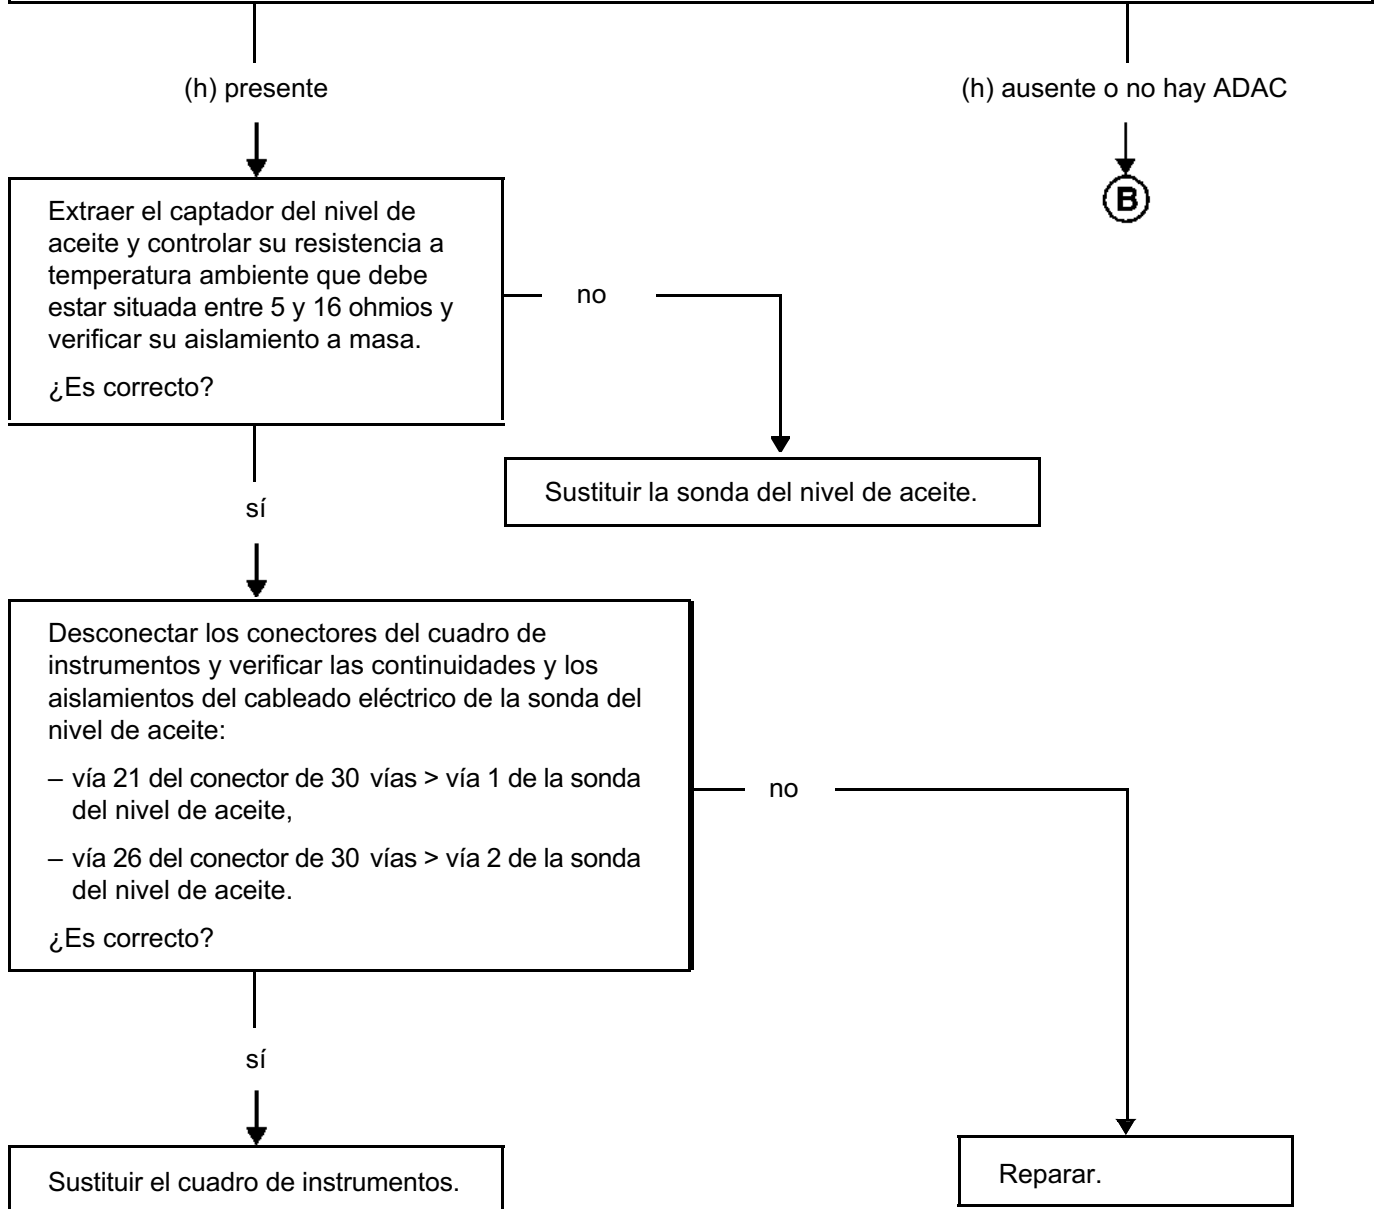 (h) presente
(h) ausente o no hay ADAC
B
Extraer el captador del nivel de
aceite y controlar su resistencia a
temperatura ambiente que debe
estar situada entre 5 y 16 ohmios y
verificar su aislamiento a masa.
¿Es correcto?
no
Sustituir la sonda del nivel de aceite.
sí
Desconectar los conectores del cuadro de
instrumentos y verificar las continuidades y los
aislamientos del cableado eléctrico de la sonda del
nivel de aceite:
– vía 21 del conector de 30 vías > vía 1 de la sonda
del nivel de aceite,
– vía 26 del conector de 30 vías > vía 2 de la sonda
del nivel de aceite.
¿Es correcto?
no
sí
Sustituir el cuadro de instrumentos.
Reparar.